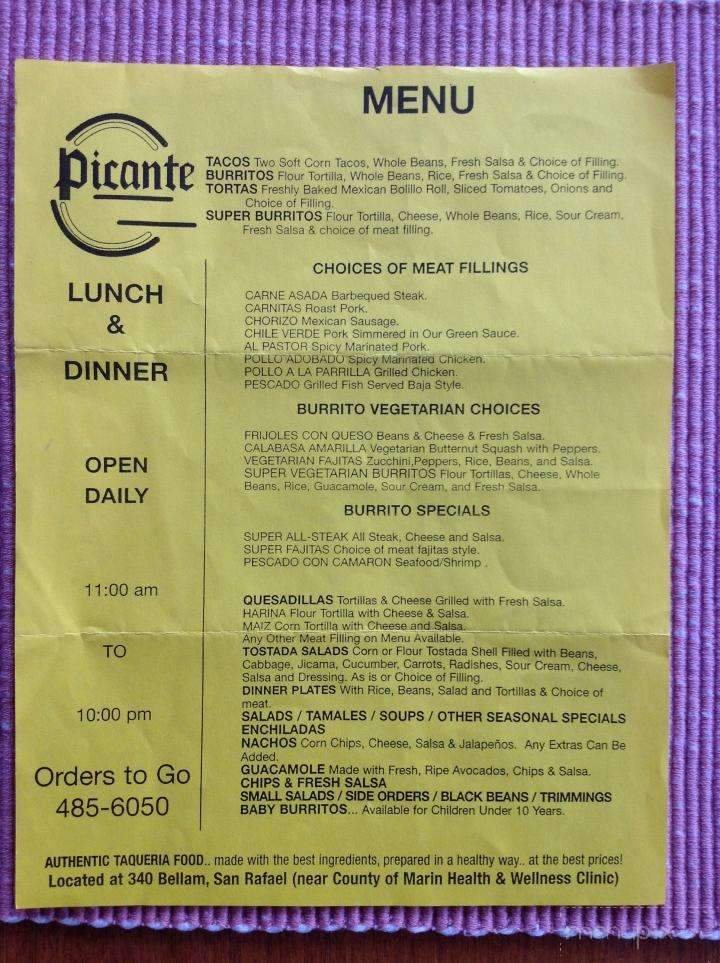 MENU
Picante
TACOS Two Soft Corn Tacos, Whole Beans, Fresh Salsa & Choice of Filling.
BURRITOS Flour Tortilla, Whole Beans, Rice, Fresh Salsa & Choice of Filling.
TORTAS Freshly Baked Mexican Bolillo Roll, Sliced Tomatoes, Onions and
Choice of Filling.
SUPER BURRITOS Flour Tortilla, Cheese, Whole Beans, Rice, Sour Cream,
Fresh Salsa & choice of meat filling.
LUNCH
&
DINNER
OPEN
DAILY
11:00 am
TO
10:00 pm
Orders to Go
485-6050
CHOICES OF MEAT FILLINGS
CARNE ASADA Barbequed Steak.
CARNITAS Roast Pork.
CHORIZO Mexican Sausage.
CHILE VERDE Pork Simmered in Our Green Sauce.
AL PASTOR Spicy Marinated Pork.
POLLO ADOBADO Spicy Marinated Chicken.
POLLO A LA PARRILLA Grilled Chicken.
PESCADO Grilled Fish Served Baja Style.
BURRITO VEGETARIAN CHOICES
FRIJOLES CON QUESO Beans & Cheese & Fresh Salsa.
CALABASA AMARILLA Vegetarian Butternut Squash with Peppers.
VEGETARIAN FAJITAS Zucchini,Peppers, Rice, Beans, and Salsa.
SUPER VEGETARIAN BURRITOS Flour Tortillas, Cheese, Whole
Beans, Rice, Guacamole, Sour Cream, and Fresh Salsa.
BURRITO SPECIALS
SUPER ALL-STEAK All Steak, Cheese and Salsa.
SUPER FAJITAS Choice of meat fajitas style.
PESCADO CON CAMARON Seafood/Shrimp .
QUESADILLAS Tortillas & Cheese Grilled with Fresh Salsa.
HARINA Flour Tortilla with Cheese & Salsa.
MAIZ Corn Tortilla with Cheese and Salsa.
Any Other Meat Filling on Menu Available.
TOSTADA SALADS Corn or Flour Tostada Shell Filled with Beans,
Cabbage, Jicama, Cucumber, Carrots, Radishes, Sour Cream, Cheese,
Salsa and Dressing. As is or Choice of Filling.
DINNER PLATES With Rice, Beans, Salad and Tortillas & Choice of
meat.
SALADS / TAMALES / SOUPS / OTHER SEASONAL SPECIALS
ENCHILADAS
NACHOS Corn Chips, Cheese, Salsa & Jalapeños. Any Extras Can Be
Added.
GUACAMOLE Made with Fresh, Ripe Avocados, Chips & Salsa.
CHIPS & FRESH SALSA
SMALL SALADS / SIDE ORDERS / BLACK BEANS / TRIMMINGS
BABY BURRITOS... Available for Children Under 10 Years.
AUTHENTIC TAQUERIA FOOD.. made with the best ingredients, prepared in a healthy way.. at the best prices!
Located at 340 Bellam, San Rafael (near County of Marin Health & Wellness Clinic)